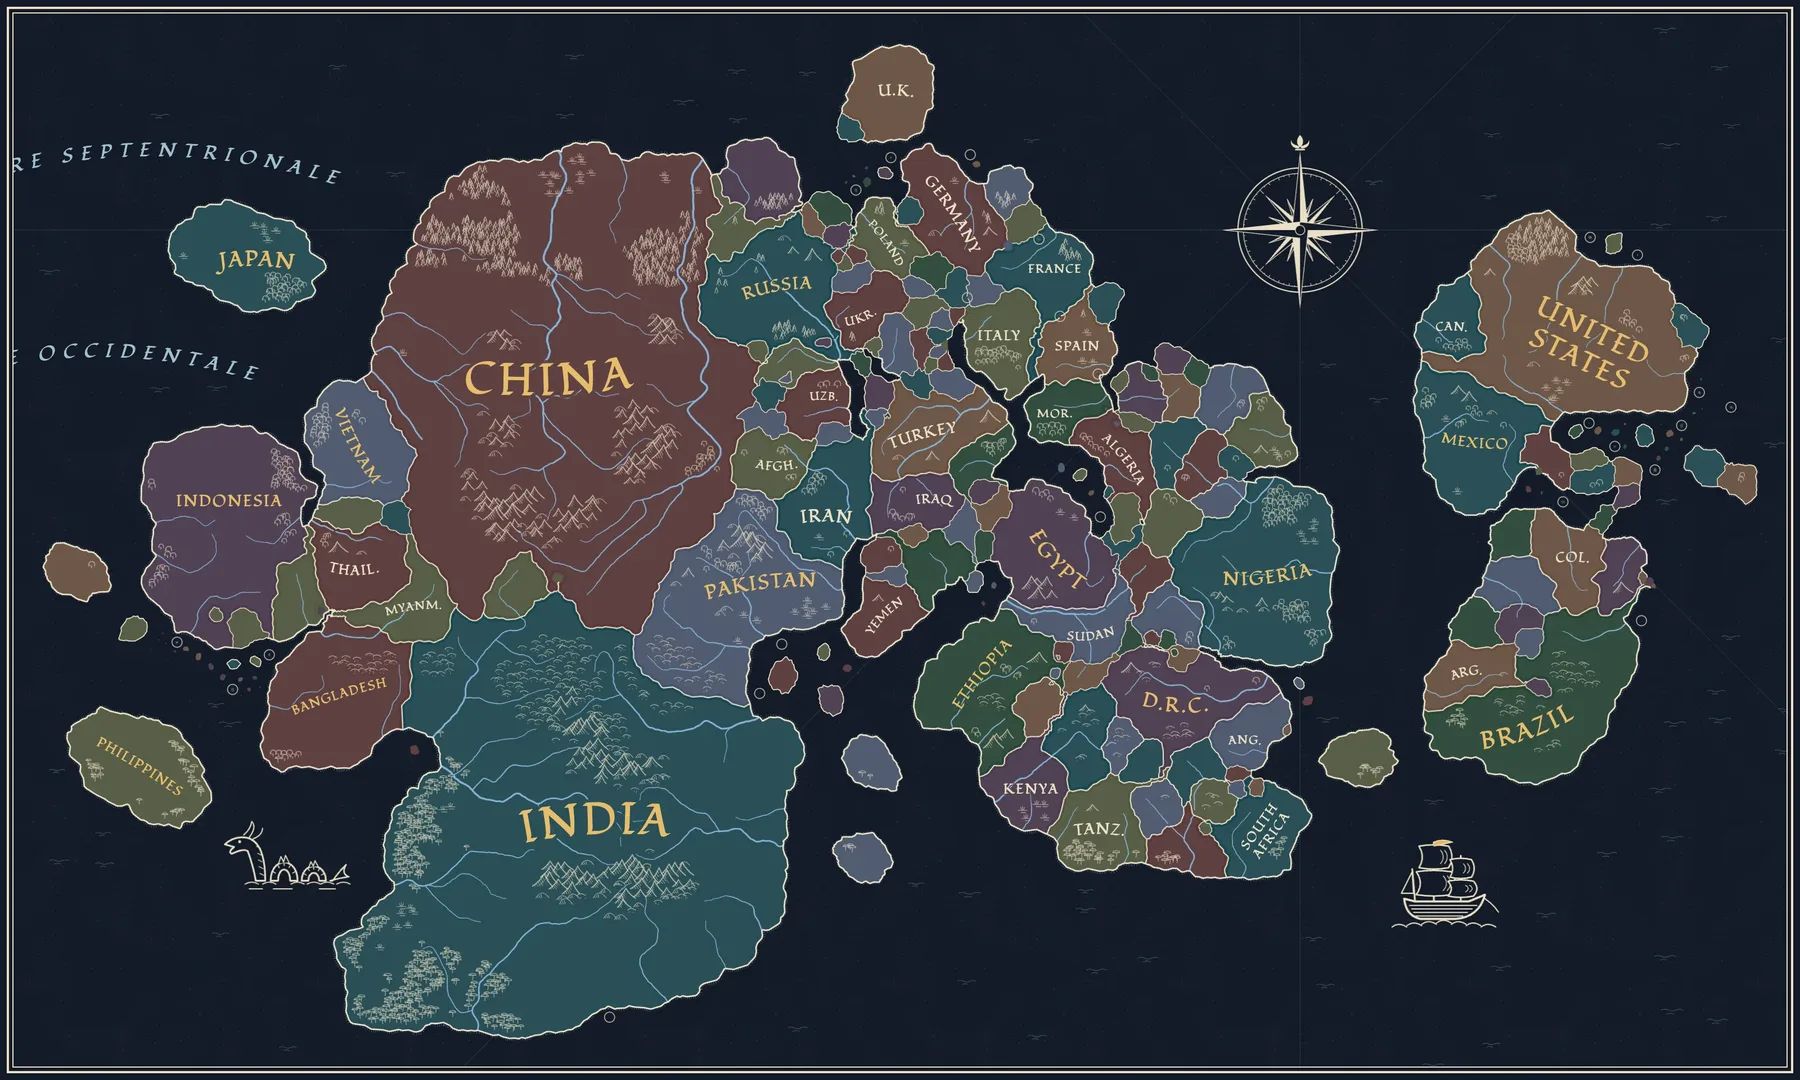 U.K.
RE SEPTENTRIONALE
JAPAN
E OCCIDENTALE
CHINA
RUSSIA
POLAND
GERMANY
FRANCE
UKR.
ITALY
SPAIN
UNITED
STATES
CAN.
MEXICO
VIETNAM
INDONESIA
UZB.
TURKEY
MOR.
ALGERIA
AFGH.
IRAN
IRAQ
EGYPT
NIGERIA
THAIL.
MYANM.
PAKISTAN
YEMEN
SUDAN
COL.
BANGLADESH
ETHIOPIA
D.R.C.
ANG.
ARG.
BRAZIL
PHILIPPINES
INDIA
KENYA
TANZ.
SOUTH
AFRICA